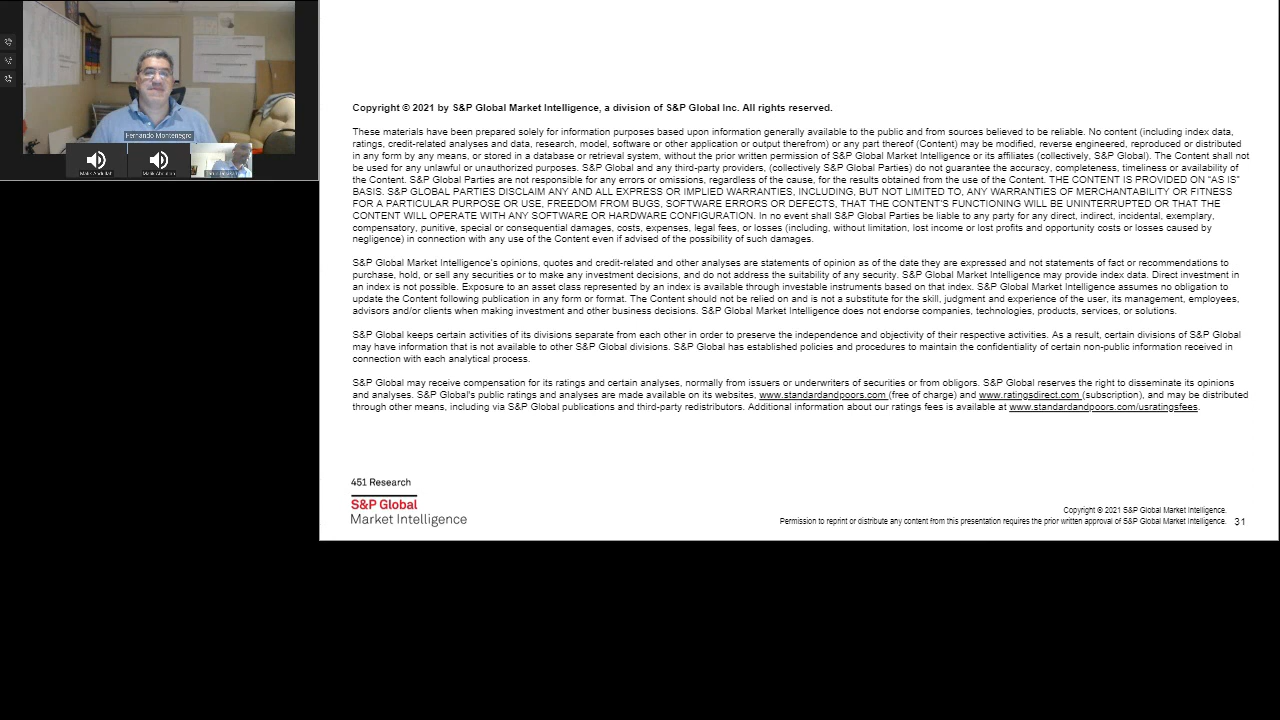 Fernando Montenegro
Malik Abdullah
Malik Abdullah
Copyright © 2021 by S&P Global Market Intelligence, a division of S&P Global Inc. All rights reserved.
These materials have been prepared solely for information purposes based upon information generally available to the public and from sources believed to be reliable. No content (including index data,
ratings, credit-related analyses and data, research, model, software or other application or output therefrom) or any part thereof (Content) may be modified, reverse engineered, reproduced or distributed
in any form by any means, or stored in a database or retrieval system, without the prior written permission of S&P Global Market Intelligence or its affiliates (collectively, S&P Global). The Content shall not
be used for any unlawful or unauthorized purposes. S&P Global and any third-party providers, (collectively S&P Global Parties) do not guarantee the accuracy, completeness, timeliness or availability of
the Content. S&P Global Parties are not responsible for any errors or omissions, regardless of the cause, for the results obtained from the use of the Content. THE CONTENT IS PROVIDED ON “AS IS”
BASIS. S&P GLOBAL PARTIES DISCLAIM ANY AND ALL EXPRESS OR IMPLIED WARRANTIES, INCLUDING, BUT NOT LIMITED TO, ANY WARRANTIES OF MERCHANTABILITY OR FITNESS
FOR A PARTICULAR PURPOSE OR USE, FREEDOM FROM BUGS, SOFTWARE ERRORS OR DEFECTS, THAT THE CONTENT'S FUNCTIONING WILL BE UNINTERRUPTED OR THAT THE
CONTENT WILL OPERATE WITH ANY SOFTWARE OR HARDWARE CONFIGURATION. In no event shall S&P Global Parties be liable to any party for any direct, indirect, incidental, exemplary,
compensatory, punitive, special or consequential damages, costs, expenses, legal fees, or losses (including, without limitation, lost income or lost profits and opportunity costs or losses caused by
negligence) in connection with any use of the Content even if advised of the possibility of such damages.
S&P Global Market Intelligence's opinions, quotes and credit-related and other analyses are statements of opinion as of the date they are expressed and not statements of fact or recommendations to
purchase, hold, or sell any securities or to make any investment decisions, and do not address the suitability of any security. S&P Global Market Intelligence may provide index data. Direct investment in
an index is not possible. Exposure to an asset class represented by an index is available through investable instruments based on that index. S&P Global Market Intelligence assumes no obligation to
update the Content following publication in any form or format. The Content should not be relied on and is not a substitute for the skill, judgment and experience of the user, its management, employees,
advisors and/or clients when making investment and other business decisions. S&P Global Market Intelligence does not endorse companies, technologies, products, services, or solutions.
S&P Global keeps certain activities of its divisions separate from each other in order to preserve the independence and objectivity of their respective activities. As a result, certain divisions of S&P Global
may have information that is not available to other S&P Global divisions. S&P Global has established policies and procedures to maintain the confidentiality of certain non-public information received in
connection with each analytical process.
S&P Global may receive compensation for its ratings and certain analyses, normally from issuers or underwriters of securities or from obligors. S&P Global reserves the right to disseminate its opinions
and analyses. S&P Global's public ratings and analyses are made available on its websites, www.standardandpoors.com (free of charge) and www.ratingsdirect.com (subscription), and may be distributed
through other means, including via S&P Global publications and third-party redistributors. Additional information about our ratings fees is available at www.standardandpoors.com/usratingsfees.
451 Research
S&P Global
Market Intelligence
Copyright © 2021 S&P Global Market Intelligence.
Permission to reprint or distribute any content from this presentation requires the prior written approval of S&P Global Market Intelligence. 31